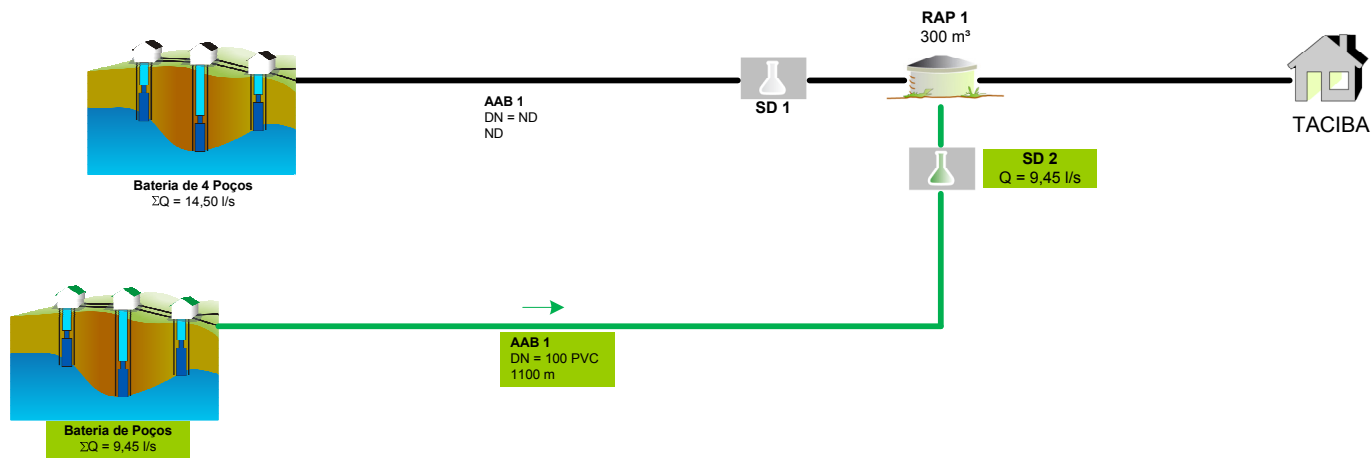 RAP 1
300 m³
AAB 1
DN = ND
ND
SD 1
TACIBA
SD 2
Q = 9,45 l/s
Bateria de 4 Poços
ΣQ = 14,50 l/s
AAB 1
DN = 100 PVC
1100 m
Bateria de Poços
ΣQ = 9,45 l/s